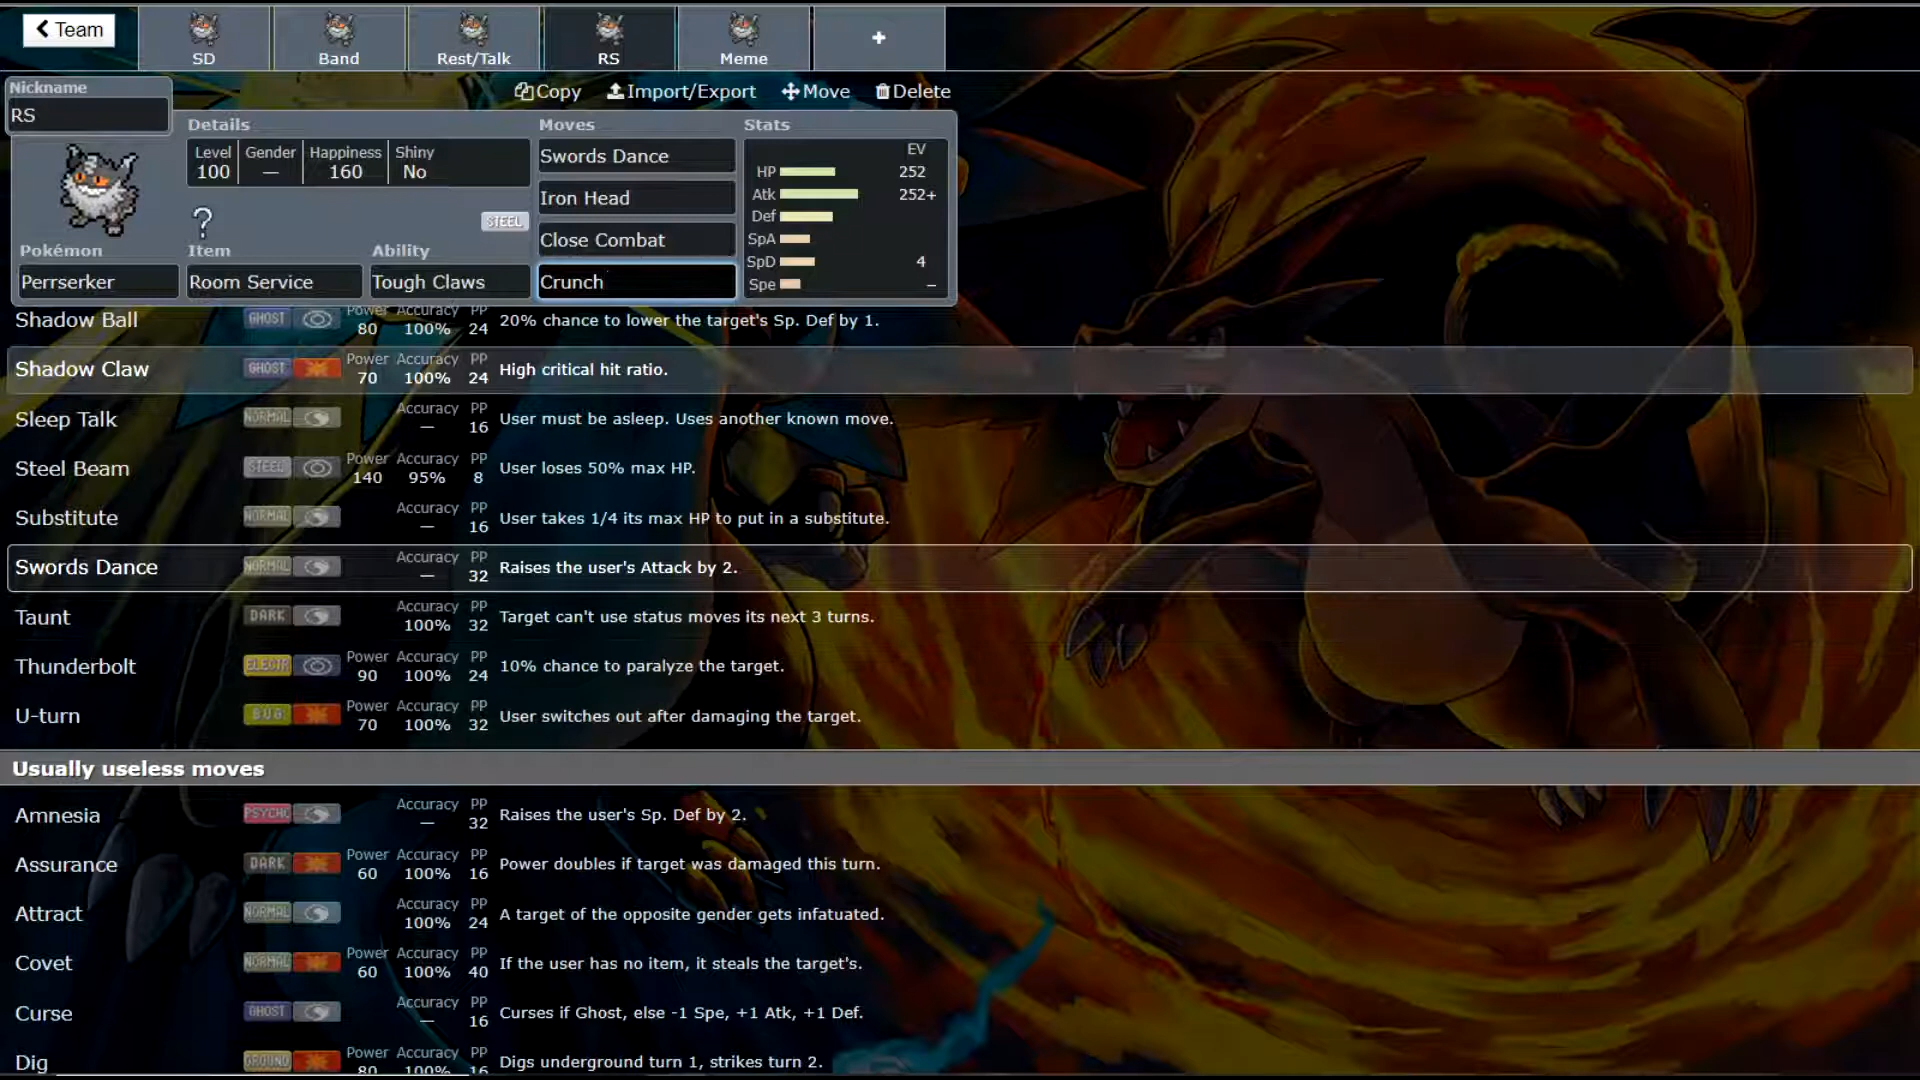 Team
SD
Band
Rest/Talk
RS
Meme
+
Nickname
RS
Copy Import/Export Move Delete
Details
Level Gender Happiness Shiny
100 — 160 No
STEEL
Pokémon Item Ability
Perrserker Room Service Tough Claws
Moves
Swords Dance
Iron Head
Close Combat
Crunch
Stats
EV
HP 252
Atk 252+
Def
SpA
SpD 4
Spe –
Shadow Ball GHOST Power 80 Accuracy 100% PP 24 20% chance to lower the target's Sp. Def by 1.
Shadow Claw GHOST Power 70 Accuracy 100% PP 24 High critical hit ratio.
Sleep Talk NORMAL Accuracy — PP 16 User must be asleep. Uses another known move.
Steel Beam STEEL Power 140 Accuracy 95% PP 8 User loses 50% max HP.
Substitute NORMAL Accuracy — PP 16 User takes 1/4 its max HP to put in a substitute.
Swords Dance NORMAL Accuracy — PP 32 Raises the user's Attack by 2.
Taunt DARK Accuracy 100% PP 32 Target can't use status moves its next 3 turns.
Thunderbolt ELECTR Power 90 Accuracy 100% PP 24 10% chance to paralyze the target.
U-turn BUG Power 70 Accuracy 100% PP 32 User switches out after damaging the target.
Usually useless moves
Amnesia PSYCHC Accuracy — PP 32 Raises the user's Sp. Def by 2.
Assurance DARK Power 60 Accuracy 100% PP 16 Power doubles if target was damaged this turn.
Attract NORMAL Accuracy 100% PP 24 A target of the opposite gender gets infatuated.
Covet NORMAL Power 60 Accuracy 100% PP 40 If the user has no item, it steals the target's.
Curse GHOST Accuracy — PP 16 Curses if Ghost, else -1 Spe, +1 Atk, +1 Def.
Dig GROUND Power 80 Accuracy 100% PP 16 Digs underground turn 1, strikes turn 2.